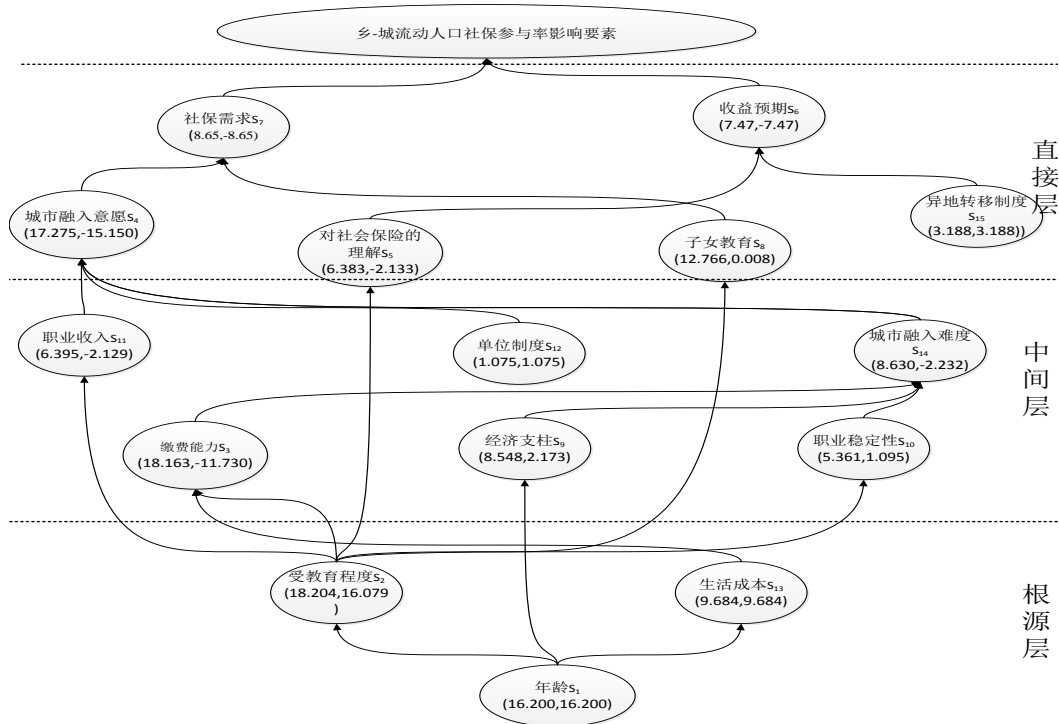 乡-城流动人口社保参与率影响要素
社保需求S₇
(8.65,-8.65)
收益预期S₆
(7.47,-7.47)
直接层
城市融入意愿S₄
(17.275,-15.150)
对社会保险的
理解S₅
(6.383,-2.133)
子女教育S₈
(12.766,0.008)
异地转移制度
S₁₅
(3.188,3.188))
职业收入S₁₁
(6.395,-2.129)
单位制度S₁₂
(1.075,1.075)
城市融入难度
S₁₄
(8.630,-2.232)
中间层
缴费能力S₃
(18.163,-11.730)
经济支柱S₉
(8.548,2.173)
职业稳定性S₁₀
(5.361,1.095)
受教育程度S₂
(18.204,16.079
)
生活成本S₁₃
(9.684,9.684)
根源层
年龄S₁
(16.200,16.200)